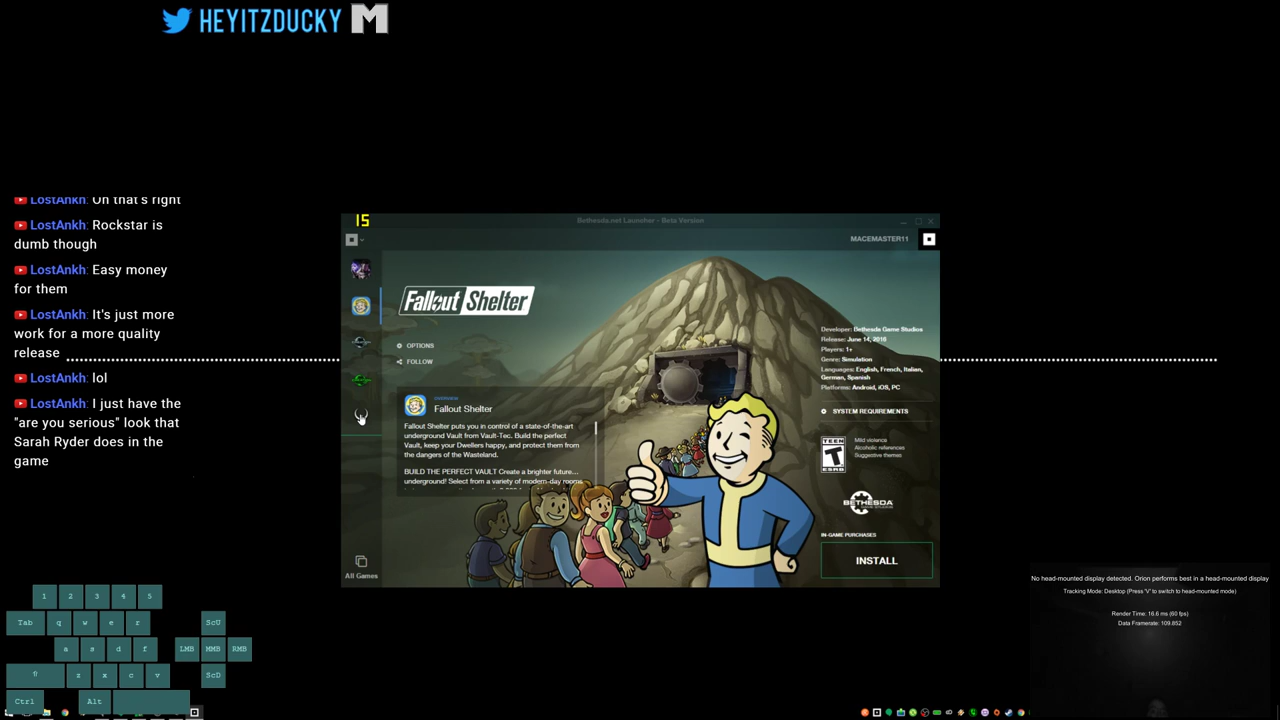 HEYITZDUCKY M
LostAnkh: Oh that's right
LostAnkh: Rockstar is
dumb though
LostAnkh: Easy money
for them
LostAnkh: It's just more
work for a more quality
release
LostAnkh: lol
LostAnkh: I just have the
"are you serious" look that
Sarah Ryder does in the
game
15
Bethesda.net Launcher - Beta Version
MACEMASTER11
Fallout Shelter
OPTIONS
FOLLOW
OVERVIEW
Fallout Shelter
Fallout Shelter puts you in control of a state-of-the-art
underground Vault from Vault-Tec. Build the perfect
Vault, keep your Dwellers happy, and protect them from
the dangers of the Wasteland.
BUILD THE PERFECT VAULT Create a brighter future...
underground! Select from a variety of modern-day rooms
All Games
Developer: Bethesda Game Studios
Release: June 14, 2016
Players: 1+
Genre: Simulation
Languages: English, French, Italian,
German, Spanish
Platforms: Android, iOS, PC
SYSTEM REQUIREMENTS
TEEN
T
ESRB
Mild violence
Alcoholic references
Suggestive themes
BETHESDA
GAME STUDIOS
IN-GAME PURCHASES
INSTALL
No head-mounted display detected. Orion performs best in a head-mounted display
Tracking Mode: Desktop (Press 'V' to switch to head-mounted mode)
Render Time: 16.6 ms (60 fps)
Data Framerate: 109.852
1 2 3 4 5
Tab q w e r ScU
a s d f LMB MMB RMB
⇑ z x c v ScD
Ctrl Alt